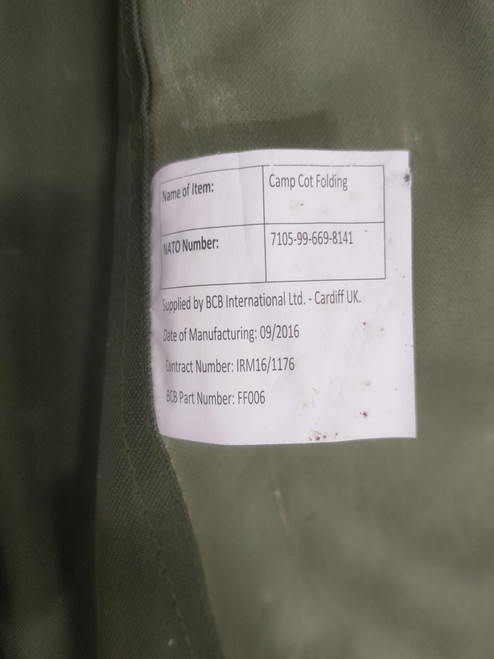 Name of Item: Camp Cot Folding
NATO Number: 7105-99-669-8141
Supplied by BCB International Ltd. - Cardiff UK.
Date of Manufacturing: 09/2016
Contract Number: IRM16/1176
BCB Part Number: FF006